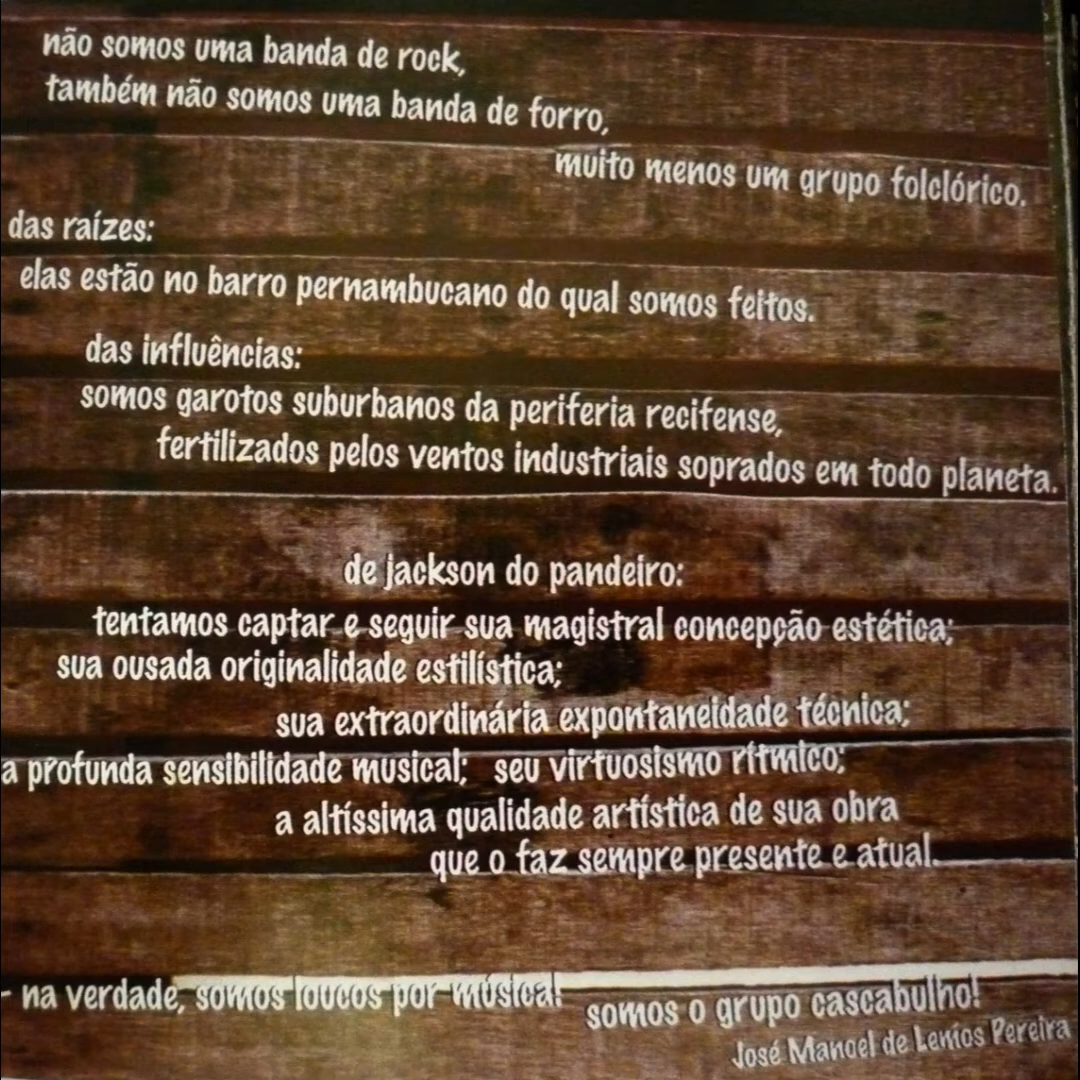 não somos uma banda de rock,
também não somos uma banda de forro,
muito menos um grupo folclórico.
das raízes:
elas estão no barro pernambucano do qual somos feitos.
das influências:
somos garotos suburbanos da periferia recifense,
fertilizados pelos ventos industriais soprados em todo planeta.
de jackson do pandeiro:
tentamos captar e seguir sua magistral concepção estética;
sua ousada originalidade estilística;
sua extraordinária expontaneidade técnica;
a profunda sensibilidade musical; seu virtuosismo rítmico;
a altíssima qualidade artística de sua obra
que o faz sempre presente e atual.
- na verdade, somos loucos por música! somos o grupo cascabulho!
José Manoel de Lemos Pereira